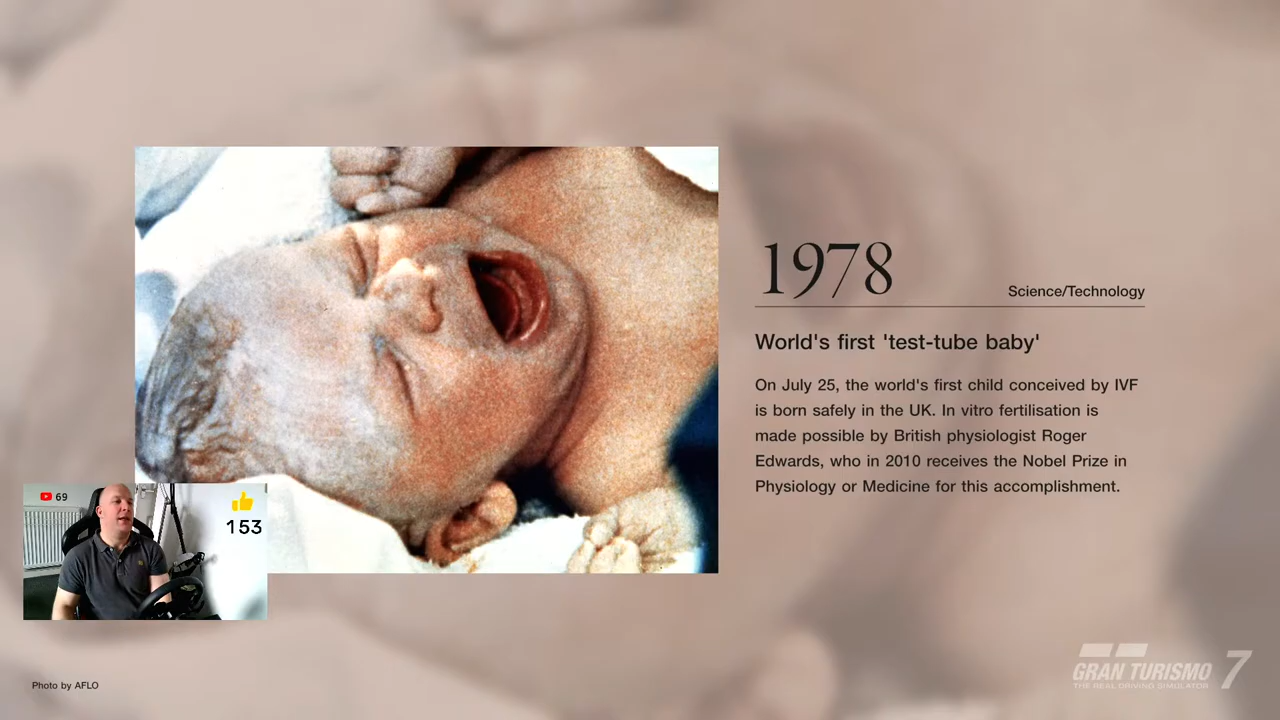 1978
Science/Technology
World's first 'test-tube baby'
On July 25, the world's first child conceived by IVF
is born safely in the UK. In vitro fertilisation is
made possible by British physiologist Roger
Edwards, who in 2010 receives the Nobel Prize in
Physiology or Medicine for this accomplishment.
69
153
Photo by AFLO
GRAN TURISMO 7
THE REAL DRIVING SIMULATOR